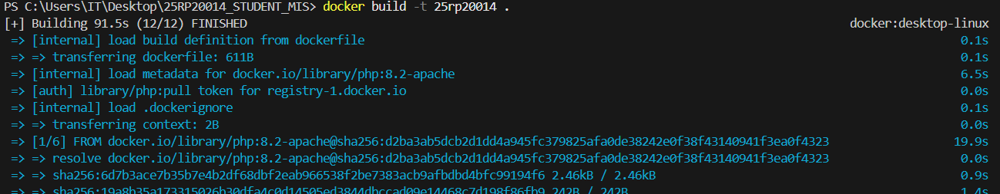 PS C:\Users\IT\Desktop\25RP20014_STUDENT_MIS> docker build -t 25rp20014 .
[+] Building 91.5s (12/12) FINISHED docker:desktop-linux
=> [internal] load build definition from dockerfile 0.1s
=> => transferring dockerfile: 611B 0.1s
=> [internal] load metadata for docker.io/library/php:8.2-apache 6.5s
=> [auth] library/php:pull token for registry-1.docker.io 0.0s
=> [internal] load .dockerignore 0.1s
=> => transferring context: 2B 0.0s
=> [1/6] FROM docker.io/library/php:8.2-apache@sha256:d2ba3ab5dcb2d1dd4a945fc379825afa0de38242e0f38f43140941f3ea0f4323 19.9s
=> => resolve docker.io/library/php:8.2-apache@sha256:d2ba3ab5dcb2d1dd4a945fc379825afa0de38242e0f38f43140941f3ea0f4323 0.0s
=> => sha256:6d7b3ace7b35b7e4b2df68dbf2eab966538f2be7383acb9afbdbd4bfc99194f6 2.46kB / 2.46kB 0.9s
=> => sha256:19a8b35a173315026b30dfa4c0d14505ed3844dbccad09e14468c7d198f86fb9 242B / 242B 1.4s